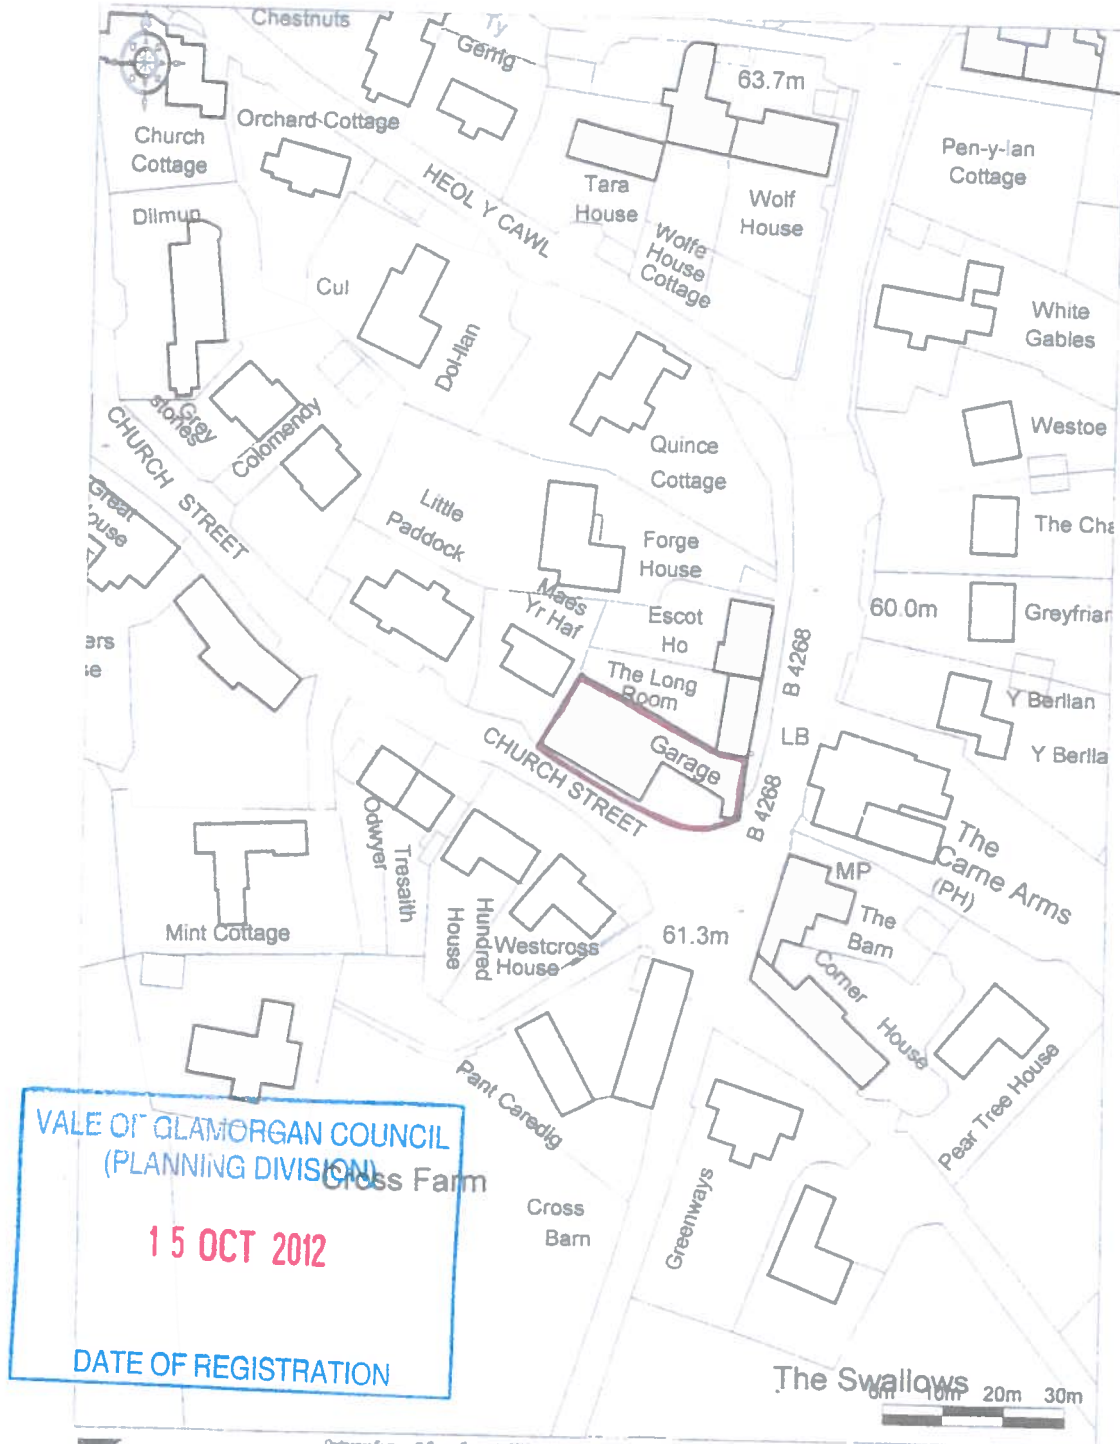 Chestnuts
Ty
Gerrig
63.7m
Church
Cottage
Orchard Cottage
HEOL Y CAWL
Tara
House
Wolf
House
Wolfe
House
Cottage
Pen-y-lan
Cottage
Dilmun
Cul
Dol-llan
White
Gables
Grey
stones
Colomendy
CHURCH STREET
Quince
Cottage
Westoe
Great
Little
Paddock
Forge
House
The Cha
Maes
Yr Haf
Escot
Ho
60.0m
Greyfriar
ers
se
The Long
Room
B 4268
Y Berllan
Garage
LB
Y Berlla
CHURCH STREET
B 4268
Odwyer
Tresaith
The
Carne Arms
(PH)
MP
Mint Cottage
Hundred
House
Westcross
House
61.3m
The
Barn
Corner
House
Pant Caredig
Pear Tree House
VALE OF GLAMORGAN COUNCIL
(PLANNING DIVISION)
Cross Farm
15 OCT 2012
DATE OF REGISTRATION
Cross
Barn
Greenways
The Swallows
0m 10m 20m 30m